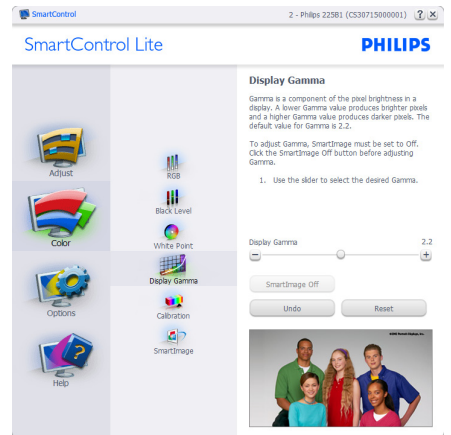 SmartControl
2 - Philips 225B1 (CS30715000001)
SmartControl Lite
PHILIPS
Adjust
Color
Options
Help
RGB
Black Level
White Point
Display Gamma
Calibration
SmartImage
Display Gamma
Gamma is a component of the pixel brightness in a
display. A lower Gamma value produces brighter pixels
and a higher Gamma value produces darker pixels. The
default value for Gamma is 2.2.
To adjust Gamma, SmartImage must be set to Off.
Click the SmartImage Off button before adjusting
Gamma.
1. Use the slider to select the desired Gamma.
Display Gamma 2.2
SmartImage Off
Undo Reset